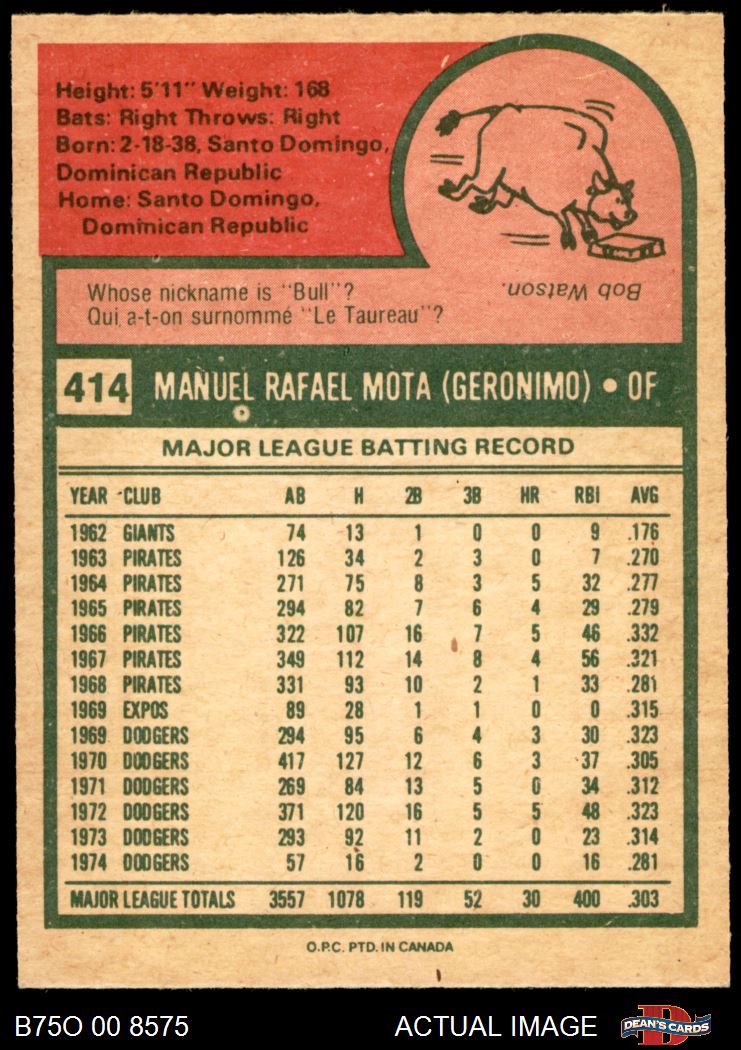 Height: 5'11" Weight: 168
Bats: Right Throws: Right
Born: 2-18-38, Santo Domingo,
Dominican Republic
Home: Santo Domingo,
Dominican Republic
Whose nickname is "Bull"?
Qui, a-t-on surnommé "Le Taureau"?
Bob Watson.
414 MANUEL RAFAEL MOTA (GERONIMO) • OF
MAJOR LEAGUE BATTING RECORD
YEAR CLUB AB H 2B 3B HR RBI AVG
1962 GIANTS 74 13 1 0 0 9 .176
1963 PIRATES 126 34 2 3 0 7 .270
1964 PIRATES 271 75 8 3 5 32 .277
1965 PIRATES 294 82 7 6 4 29 .279
1966 PIRATES 322 107 16 7 5 46 .332
1967 PIRATES 349 112 14 8 4 56 .321
1968 PIRATES 331 93 10 2 1 33 .281
1969 EXPOS 89 28 1 1 0 0 .315
1969 DODGERS 294 95 6 4 3 30 .323
1970 DODGERS 417 127 12 6 3 37 .305
1971 DODGERS 269 84 13 5 0 34 .312
1972 DODGERS 371 120 16 5 5 48 .323
1973 DODGERS 293 92 11 2 0 23 .314
1974 DODGERS 57 16 2 0 0 16 .281
MAJOR LEAGUE TOTALS 3557 1078 119 52 30 400 .303
O.P.C. PTD. IN CANADA
B75O 00 8575
ACTUAL IMAGE
D
DEAN'S CARDS